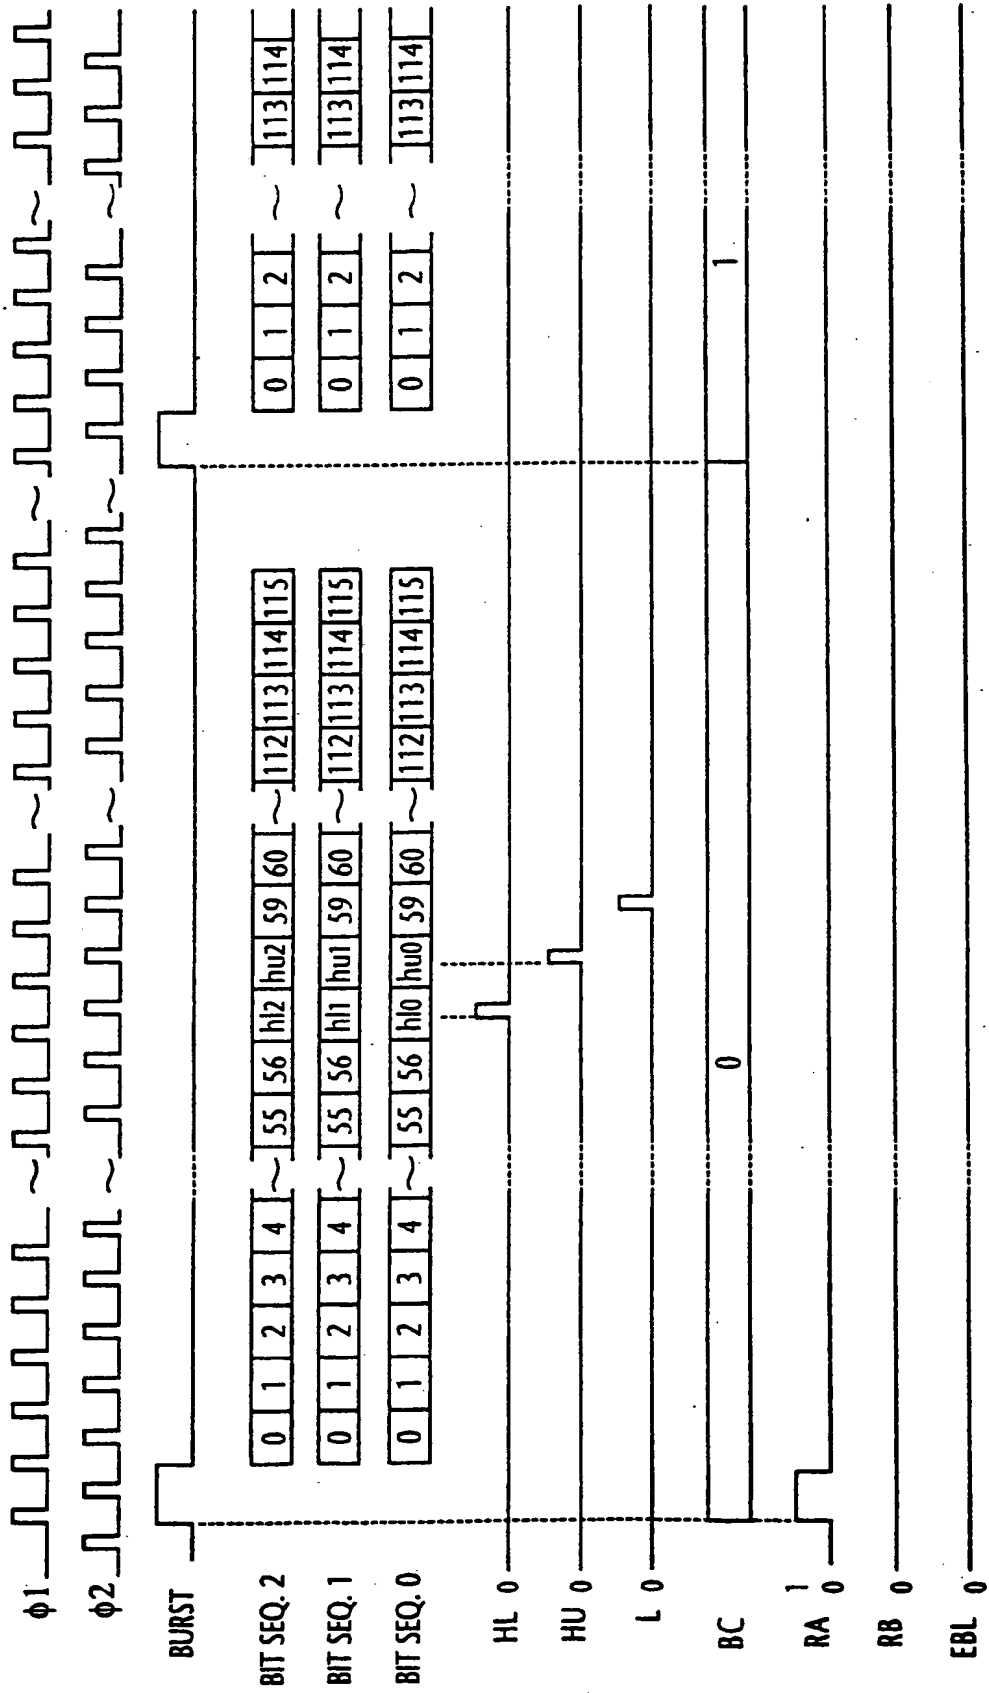 φ1 ~ ~ ~ ~
φ2 ~ ~ ~ ~
BURST
BIT SEQ. 2 0 1 2 3 4 ~ 55 56 hl2 hu2 59 60 ~ 112 113 114 115 0 1 2 ~ 113 114
BIT SEQ. 1 0 1 2 3 4 ~ 55 56 hl1 hu1 59 60 ~ 112 113 114 115 0 1 2 ~ 113 114
BIT SEQ. 0 0 1 2 3 4 ~ 55 56 hl0 hu0 59 60 ~ 112 113 114 115 0 1 2 ~ 113 114
HL 0
HU 0
L 0
BC 0 1
RA 1 0
RB 0
EBL 0